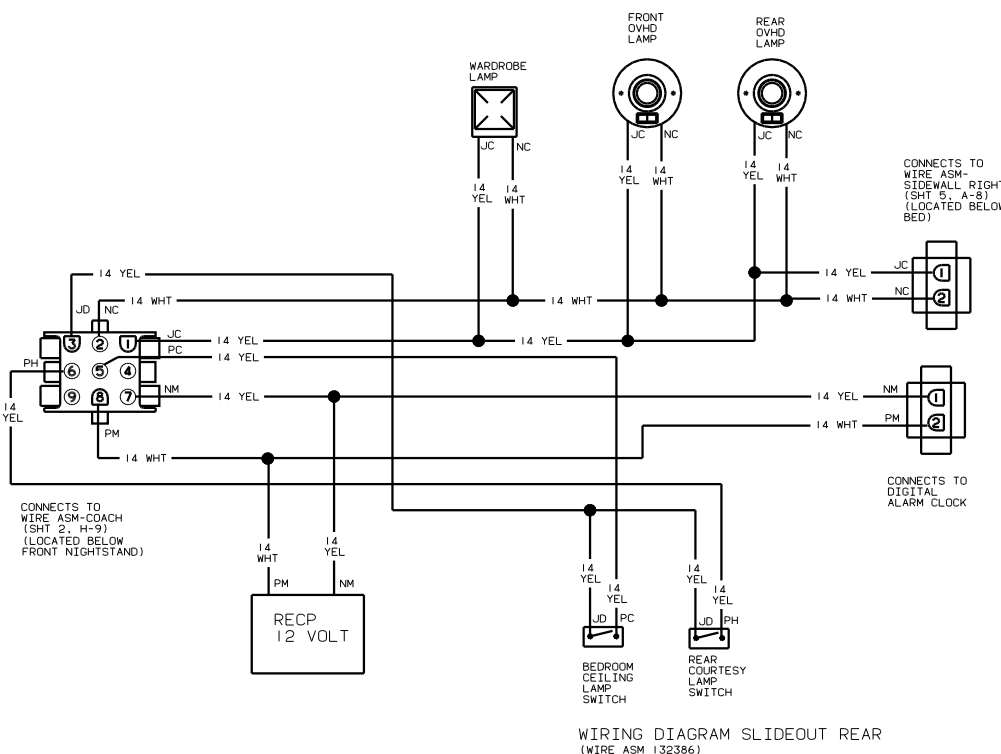 FRONT
OVHD
LAMP
REAR
OVHD
LAMP
WARDROBE
LAMP
JC
NC
JC
NC
JC
NC
14
YEL
14
WHT
14
YEL
14
WHT
14
YEL
14
WHT
CONNECTS TO
WIRE ASM-
SIDEWALL RIGHT
(SHT 5, A-8)
(LOCATED BELOW
BED)
14 YEL
14 YEL
JC
1
JD
NC
14 WHT
14 WHT
14 WHT
NC
2
3
2
1
JC
14 YEL
14 YEL
PC
14 YEL
PH
6
5
4
9
8
7
NM
14 YEL
14 YEL
NM
1
14
YEL
PM
14 WHT
14 WHT
PM
2
CONNECTS TO
DIGITAL
ALARM CLOCK
CONNECTS TO
WIRE ASM-COACH
(SHT 2, H-9)
(LOCATED BELOW
FRONT NIGHTSTAND)
14
WHT
14
YEL
PM
NM
RECP
12 VOLT
14
YEL
14
YEL
14
YEL
14
YEL
JD
PC
JD
PH
BEDROOM
CEILING
LAMP
SWITCH
REAR
COURTESY
LAMP
SWITCH
WIRING DIAGRAM SLIDEOUT REAR
(WIRE ASM 132386)